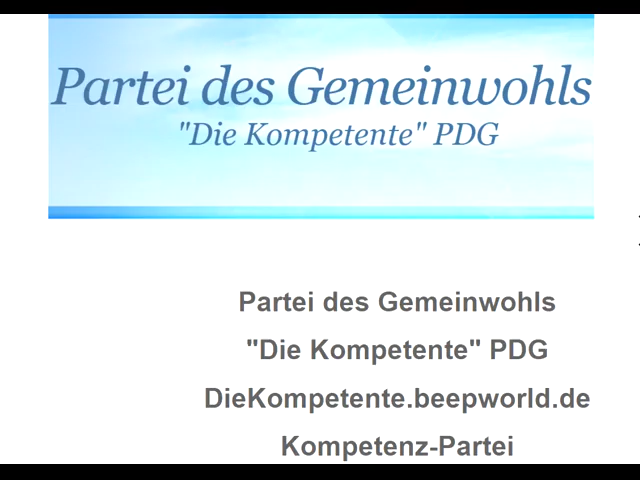 Partei des Gemeinwohls
"Die Kompetente" PDG
Partei des Gemeinwohls
"Die Kompetente" PDG
DieKompetente.beepworld.de
Kompetenz-Partei